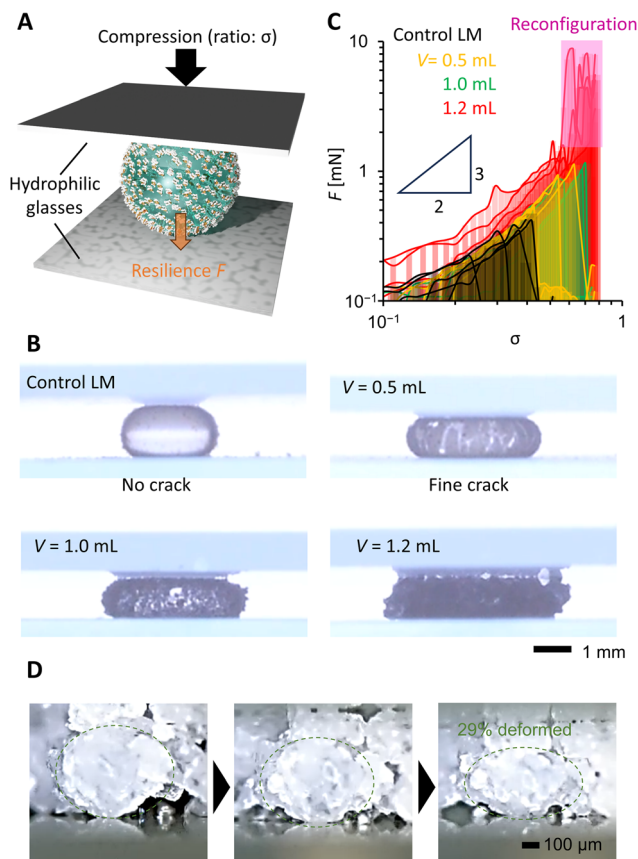 A
Compression (ratio: σ)
Hydrophilic
glasses
Resilience F
C
Reconfiguration
Control LM
V= 0.5 mL
1.0 mL
1.2 mL
3
2
F [mN]
10
1
10⁻¹
10⁻¹
1
σ
B
Control LM
No crack
V = 0.5 mL
Fine crack
V = 1.0 mL
V = 1.2 mL
1 mm
D
29% deformed
100 μm